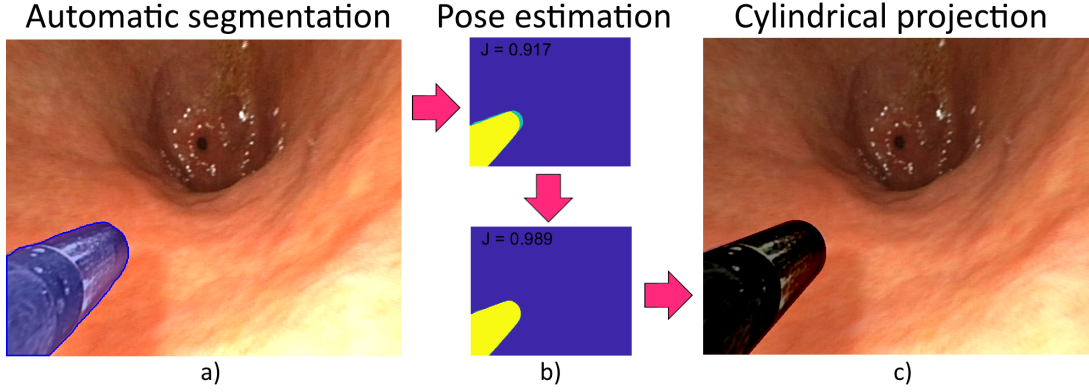 Automatic segmentation
Pose estimation
Cylindrical projection
J = 0.917
J = 0.989
a)
b)
c)